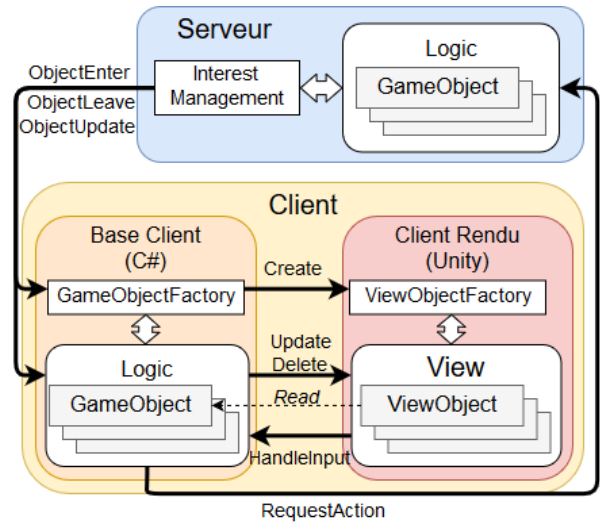 Serveur
Logic
Interest
Management
GameObject
ObjectEnter
ObjectLeave
ObjectUpdate
Client
Base Client
(C#)
Client Rendu
(Unity)
Create
GameObjectFactory
ViewObjectFactory
Update
Delete
Logic
View
Read
GameObject
ViewObject
HandleInput
RequestAction